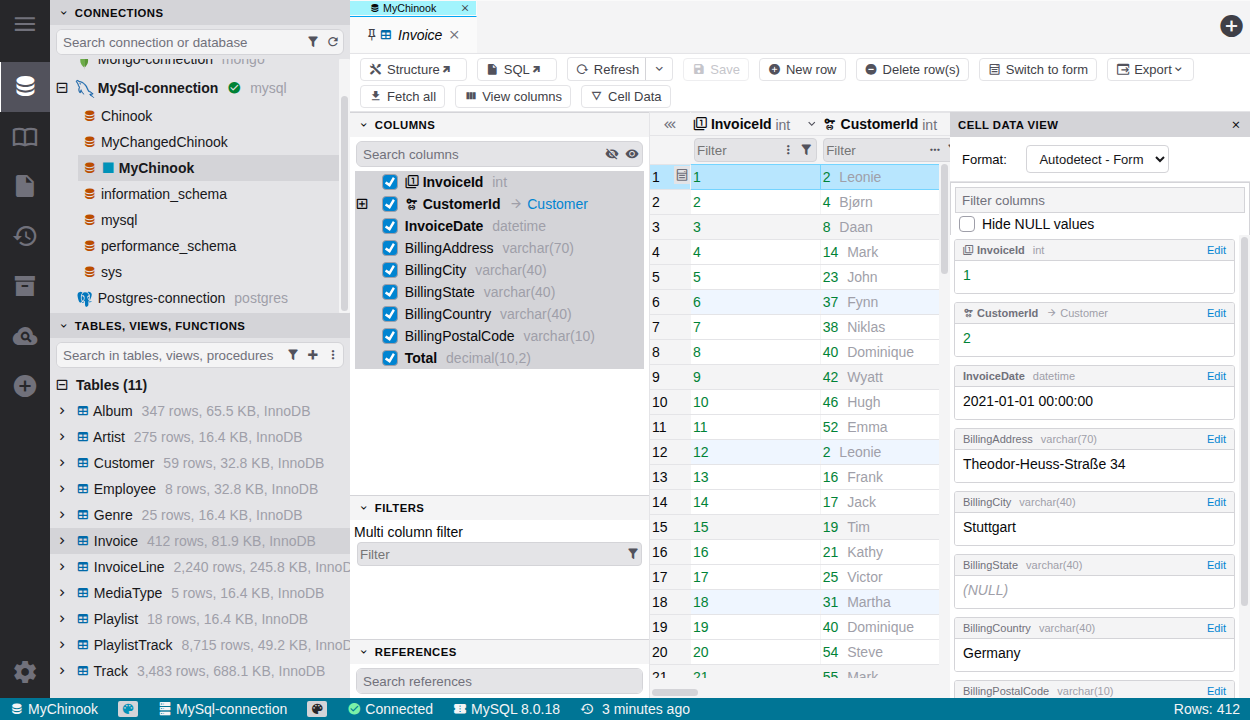 CONNECTIONS
Search connection or database
Mongo-connection mongo
MySql-connection mysql
Chinook
MyChangedChinook
MyChinook
information_schema
mysql
performance_schema
sys
Postgres-connection postgres
TABLES, VIEWS, FUNCTIONS
Search in tables, views, procedures
Tables (11)
Album 347 rows, 65.5 KB, InnoDB
Artist 275 rows, 16.4 KB, InnoDB
Customer 59 rows, 32.8 KB, InnoDB
Employee 8 rows, 32.8 KB, InnoDB
Genre 25 rows, 16.4 KB, InnoDB
Invoice 412 rows, 81.9 KB, InnoDB
InvoiceLine 2,240 rows, 245.8 KB, InnoD
MediaType 5 rows, 16.4 KB, InnoDB
Playlist 18 rows, 16.4 KB, InnoDB
PlaylistTrack 8,715 rows, 49.2 KB, InnoD
Track 3,483 rows, 688.1 KB, InnoDB
MyChinook
Invoice
Structure SQL Refresh Save New row Delete row(s) Switch to form Export
Fetch all View columns Cell Data
COLUMNS
Search columns
InvoiceId int
CustomerId Customer
InvoiceDate datetime
BillingAddress varchar(70)
BillingCity varchar(40)
BillingState varchar(40)
BillingCountry varchar(40)
BillingPostalCode varchar(10)
Total decimal(10,2)
FILTERS
Multi column filter
Filter
REFERENCES
Search references
InvoiceId int CustomerId int
Filter Filter
1 1 2 Leonie
2 2 4 Bjørn
3 3 8 Daan
4 4 14 Mark
5 5 23 John
6 6 37 Fynn
7 7 38 Niklas
8 8 40 Dominique
9 9 42 Wyatt
10 10 46 Hugh
11 11 52 Emma
12 12 2 Leonie
13 13 16 Frank
14 14 17 Jack
15 15 19 Tim
16 16 21 Kathy
17 17 25 Victor
18 18 31 Martha
19 19 40 Dominique
20 20 54 Steve
21 21 55 Mark
CELL DATA VIEW
Format: Autodetect - Form
Filter columns
Hide NULL values
InvoiceId int Edit
1
CustomerId Customer Edit
2
InvoiceDate datetime Edit
2021-01-01 00:00:00
BillingAddress varchar(70) Edit
Theodor-Heuss-Straße 34
BillingCity varchar(40) Edit
Stuttgart
BillingState varchar(40) Edit
(NULL)
BillingCountry varchar(40) Edit
Germany
BillingPostalCode varchar(10) Edit
MyChinook MySql-connection Connected MySQL 8.0.18 3 minutes ago Rows: 412